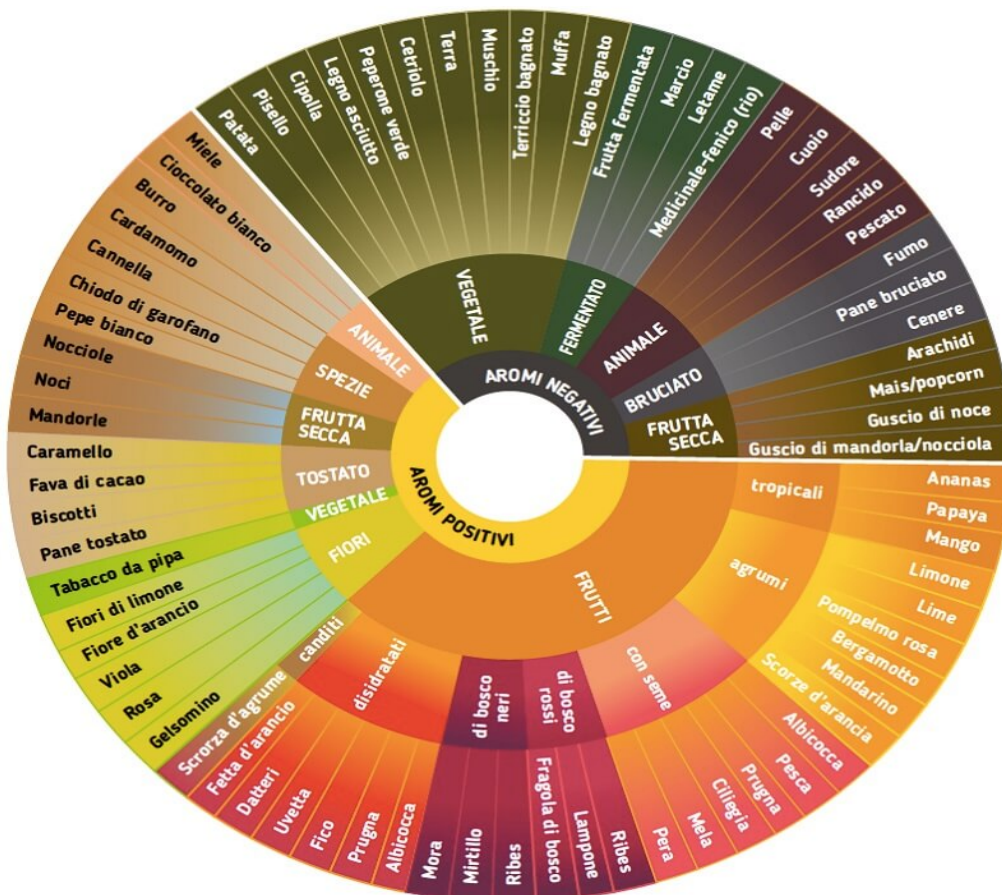 AROMI NEGATIVI
VEGETALE
Patata
Pisello
Cipolla
Legno asciutto
Peperone verde
Cetriolo
Terra
Muschio
Terriccio bagnato
Muffa
Legno bagnato
FERMENTATO
Frutta fermentata
Marcio
Letame
Medicinale-fenico (rio)
ANIMALE
Pelle
Cuoio
Sudore
Rancido
Pescato
BRUCIATO
Fumo
Pane bruciato
Cenere
FRUTTA
SECCA
Arachidi
Mais/popcorn
Guscio di noce
Guscio di mandorla/nocciola
AROMI POSITIVI
FRUTTI
tropicali
Ananas
Papaya
Mango
agrumi
Limone
Lime
Pompelmo rosa
Bergamotto
Mandarino
Scorze d'arancia
con seme
Albicocca
Pesca
Prugna
Ciliegia
Mela
Pera
di bosco
rossi
Ribes
Lampone
Fragola di bosco
di bosco
neri
Ribes
Mirtillo
Mora
disidratati
Albicocca
Prugna
Fico
Uvetta
Datteri
Fetta d'arancio
canditi
Scrorza d'agrume
FIORI
Gelsomino
Rosa
Viola
Fiore d'arancio
Fiori di limone
VEGETALE
Tabacco da pipa
TOSTATO
Pane tostato
Biscotti
Fava di cacao
Caramello
FRUTTA
SECCA
Mandorle
Noci
Nocciole
SPEZIE
Pepe bianco
Chiodo di garofano
Cannella
Cardamomo
ANIMALE
Burro
Cioccolato bianco
Miele